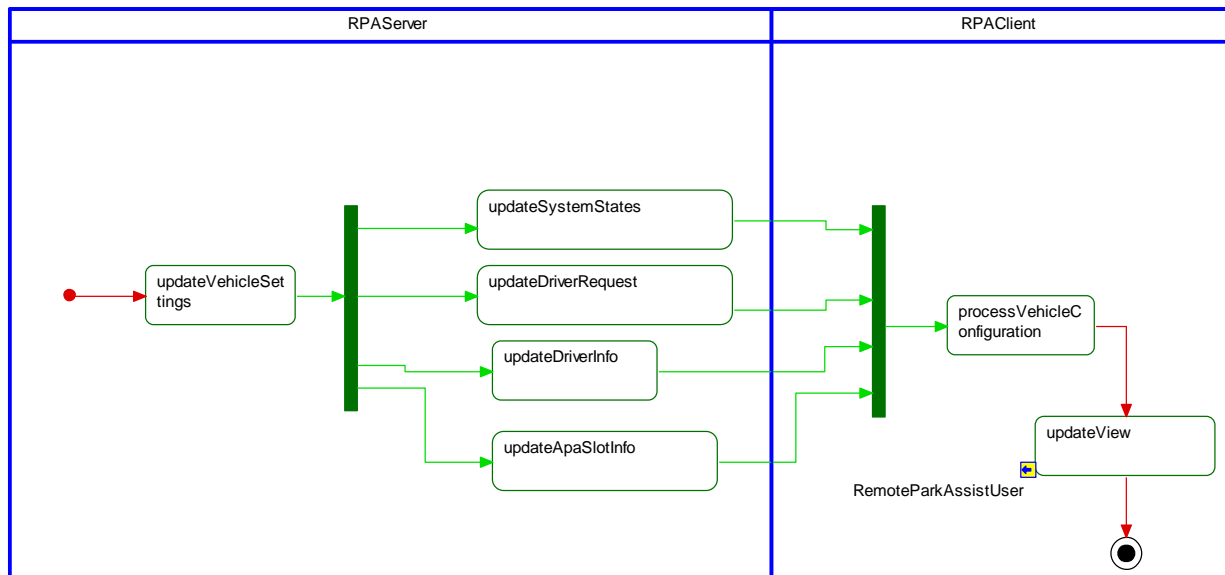 RPAServer
RPAClient
updateSystemStates
updateVehicleSet
tings
updateDriverRequest
processVehicleC
onfiguration
updateDriverInfo
updateView
updateApaSlotInfo
RemoteParkAssistUser